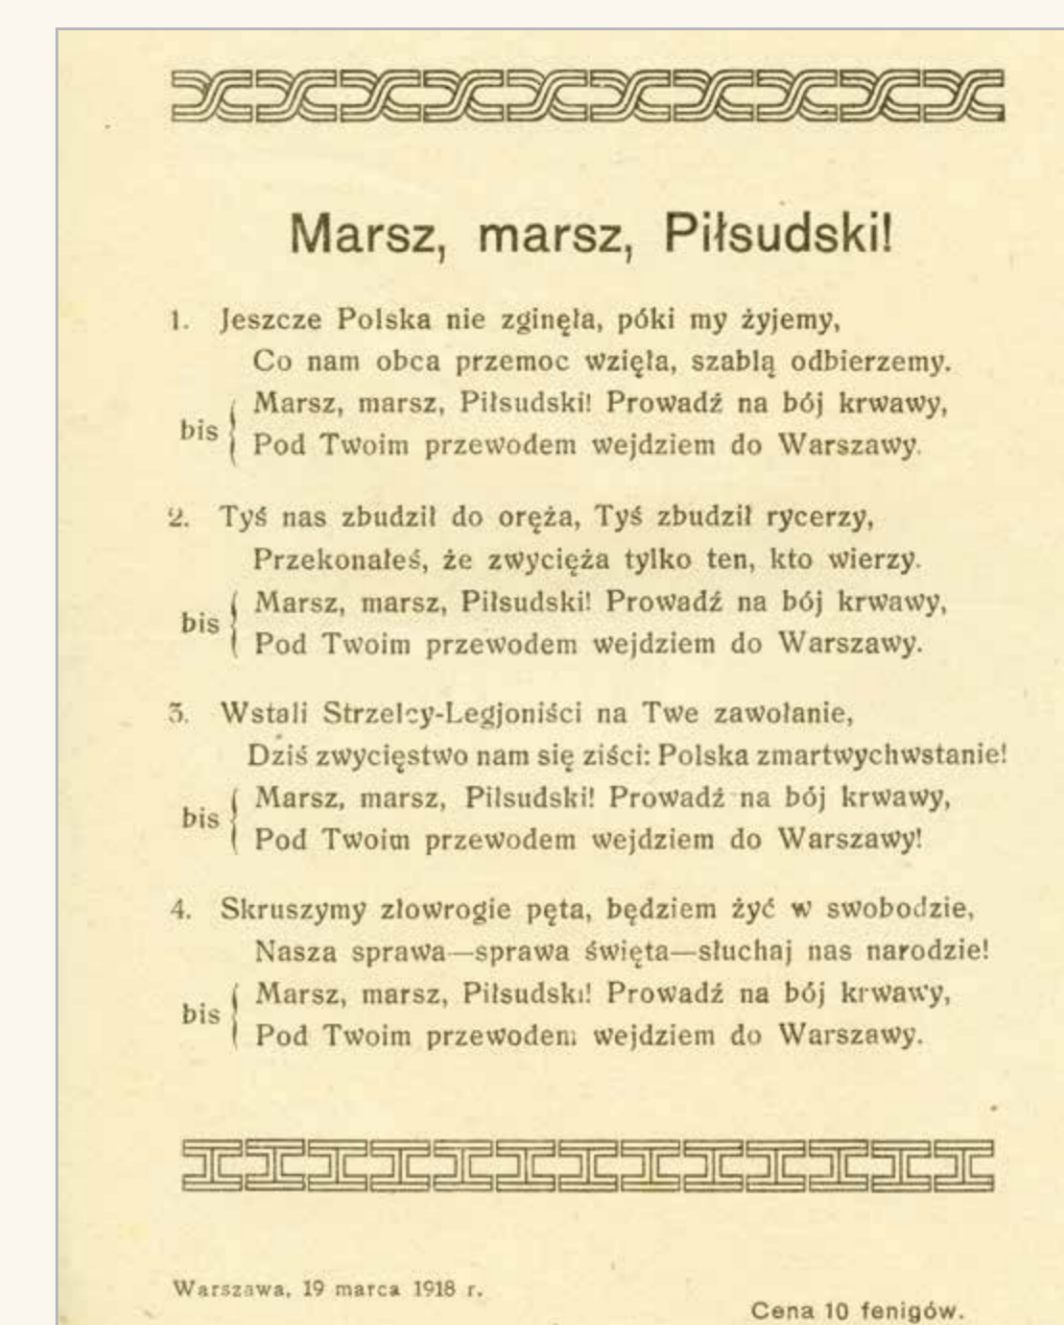 Marsz, marsz, Piłsudski!
1. Jeszcze Polska nie zginęła, póki my żyjemy,
Co nam obca przemoc wzięła, szablą odbierzemy.
bis { Marsz, marsz, Piłsudski! Prowadź na bój krwawy,
Pod Twoim przewodem wejdziem do Warszawy.
2. Tyś nas zbudził do oręża, Tyś zbudził rycerzy,
Przekonałeś, że zwycięża tylko ten, kto wierzy.
bis { Marsz, marsz, Piłsudski! Prowadź na bój krwawy,
Pod Twoim przewodem wejdziem do Warszawy.
3. Wstali Strzelcy-Legjoniści na Twe zawołanie,
Dziś zwycięstwo nam się ziści: Polska zmartwychwstanie!
bis { Marsz, marsz, Piłsudski! Prowadź na bój krwawy,
Pod Twoim przewodem wejdziem do Warszawy!
4. Skruszymy złowrogie pęta, będziem żyć w swobodzie,
Nasza sprawa—sprawa święta—słuchaj nas narodzie!
bis { Marsz, marsz, Piłsudski! Prowadź na bój krwawy,
Pod Twoim przewodem wejdziem do Warszawy.
Warszawa, 19 marca 1918 r.
Cena 10 fenigów.